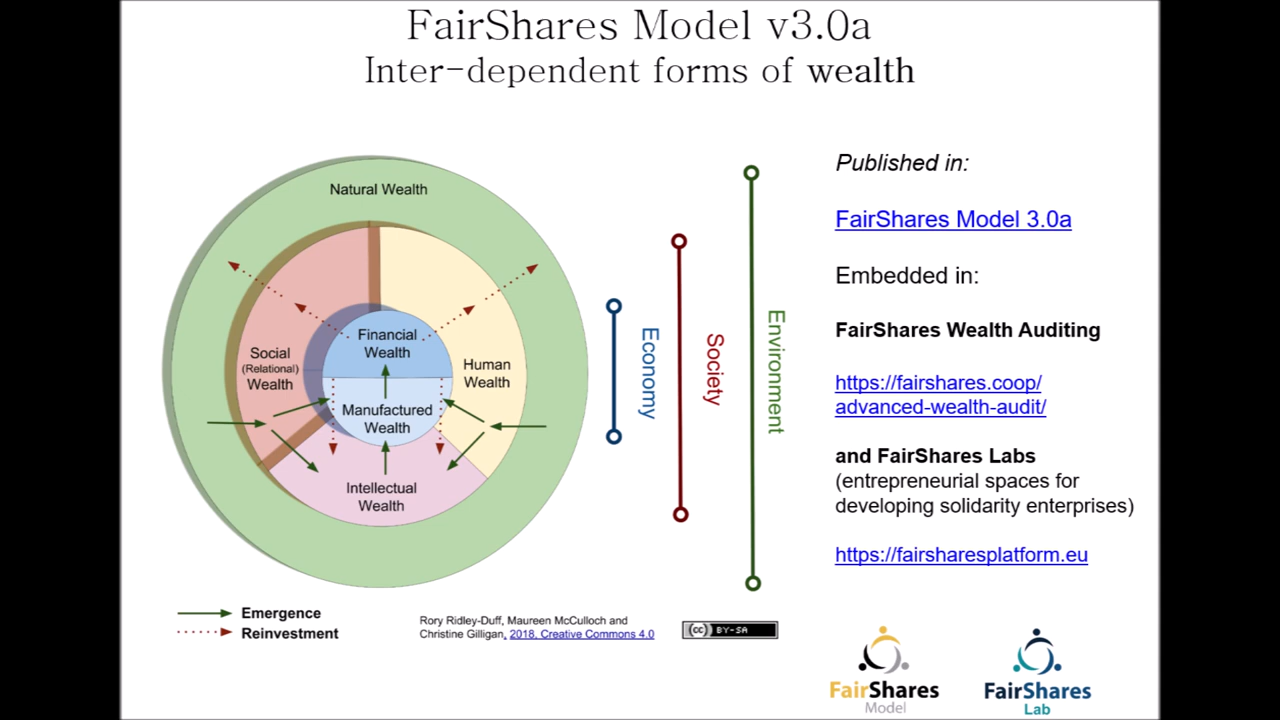 FairShares Model v3.0a
Inter-dependent forms of wealth
Natural Wealth
Financial
Wealth
Social
(Relational)
Wealth
Human
Wealth
Manufactured
Wealth
Intellectual
Wealth
Economy
Society
Environment
Emergence
Reinvestment
Rory Ridley-Duff, Maureen McCulloch and
Christine Gilligan, 2018, Creative Commons 4.0
cc BY-SA
Published in:
FairShares Model 3.0a
Embedded in:
FairShares Wealth Auditing
https://fairshares.coop/
advanced-wealth-audit/
and FairShares Labs
(entrepreneurial spaces for
developing solidarity enterprises)
https://fairsharesplatform.eu
FairShares
Model
FairShares
Lab